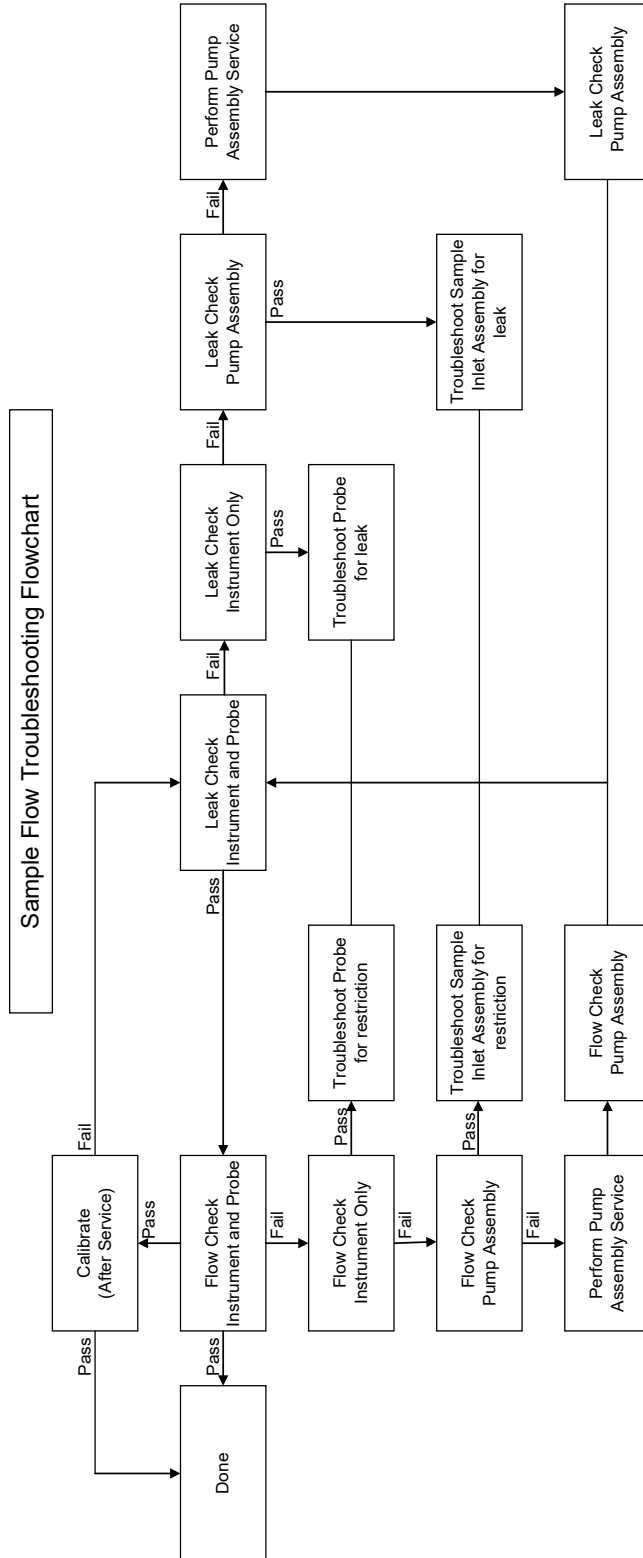 Sample Flow Troubleshooting Flowchart
Calibrate
(After Service)
Pass
Fail
Pass
Done
Pass
Flow Check
Instrument and Probe
Pass
Leak Check
Instrument and Probe
Fail
Leak Check
Instrument Only
Fail
Leak Check
Pump Assembly
Fail
Perform Pump
Assembly Service
Fail
Pass
Pass
Flow Check
Instrument Only
Pass
Troubleshoot Probe
for restriction
Troubleshoot Probe
for leak
Fail
Flow Check
Pump Assembly
Pass
Troubleshoot Sample
Inlet Assembly for
restriction
Troubleshoot Sample
Inlet Assembly for
leak
Fail
Perform Pump
Assembly Service
Flow Check
Pump Assembly
Leak Check
Pump Assembly